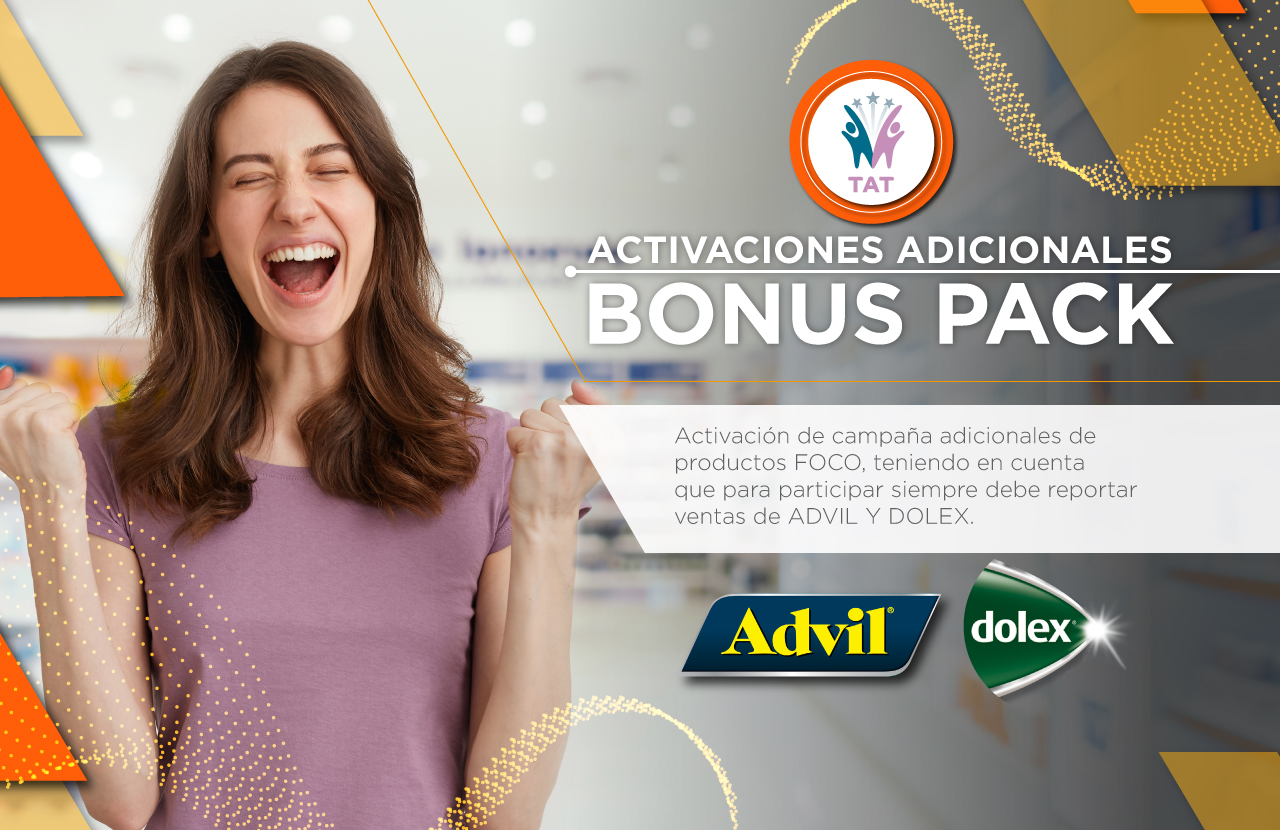 TAT
ACTIVACIONES ADICIONALES
BONUS PACK
Activación de campaña adicionales de
productos FOCO, teniendo en cuenta
que para participar siempre debe reportar
ventas de ADVIL Y DOLEX.
Advil®
dolex®